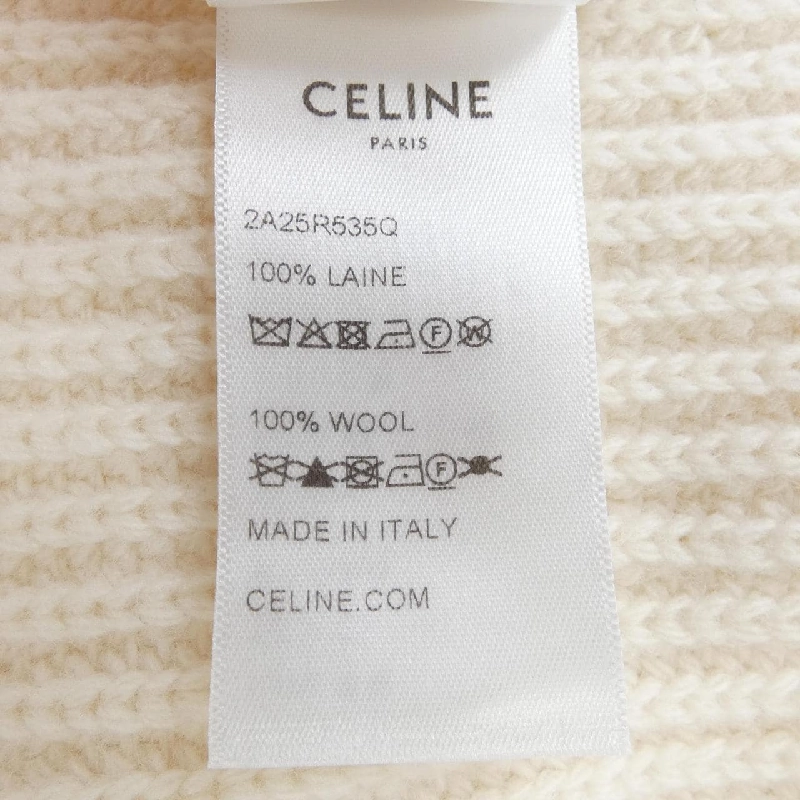 CELINE
PARIS
2A25R535Q
100% LAINE
F W
100% WOOL
F
MADE IN ITALY
CELINE.COM